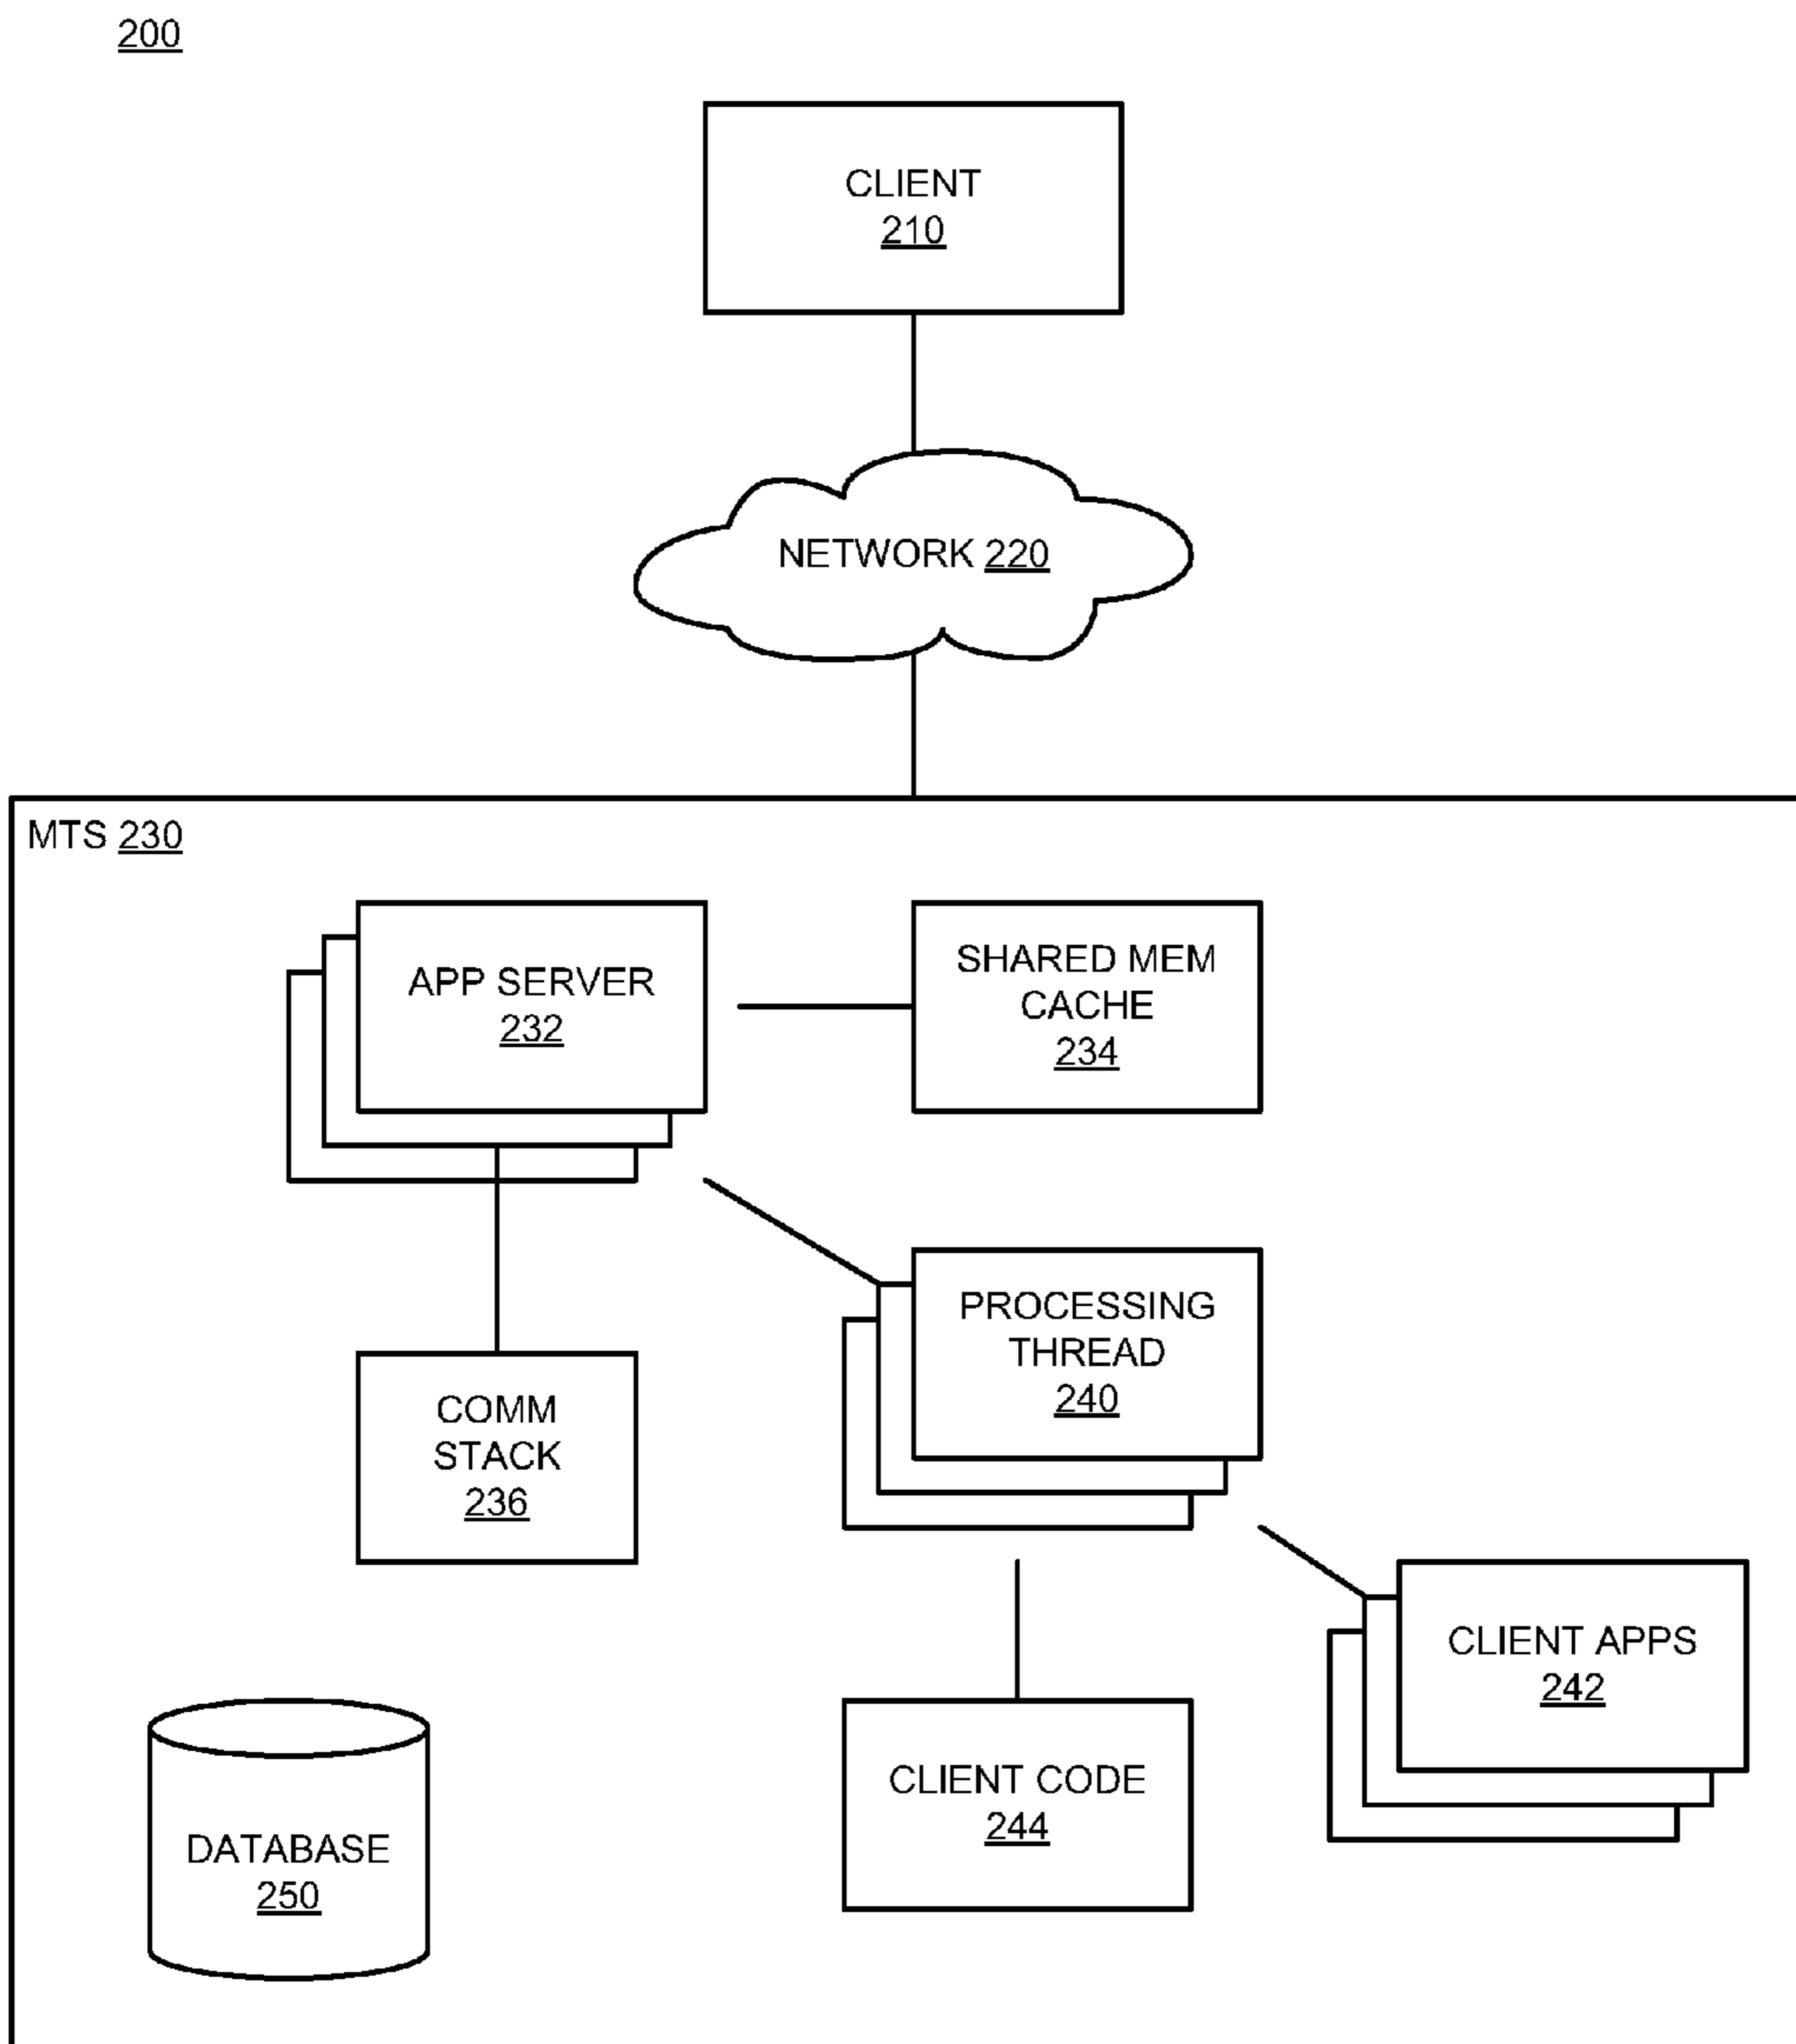 200
CLIENT
210
NETWORK 220
MTS 230
APP SERVER
232
SHARED MEM
CACHE
234
PROCESSING
THREAD
240
COMM
STACK
236
CLIENT APPS
242
CLIENT CODE
244
DATABASE
250